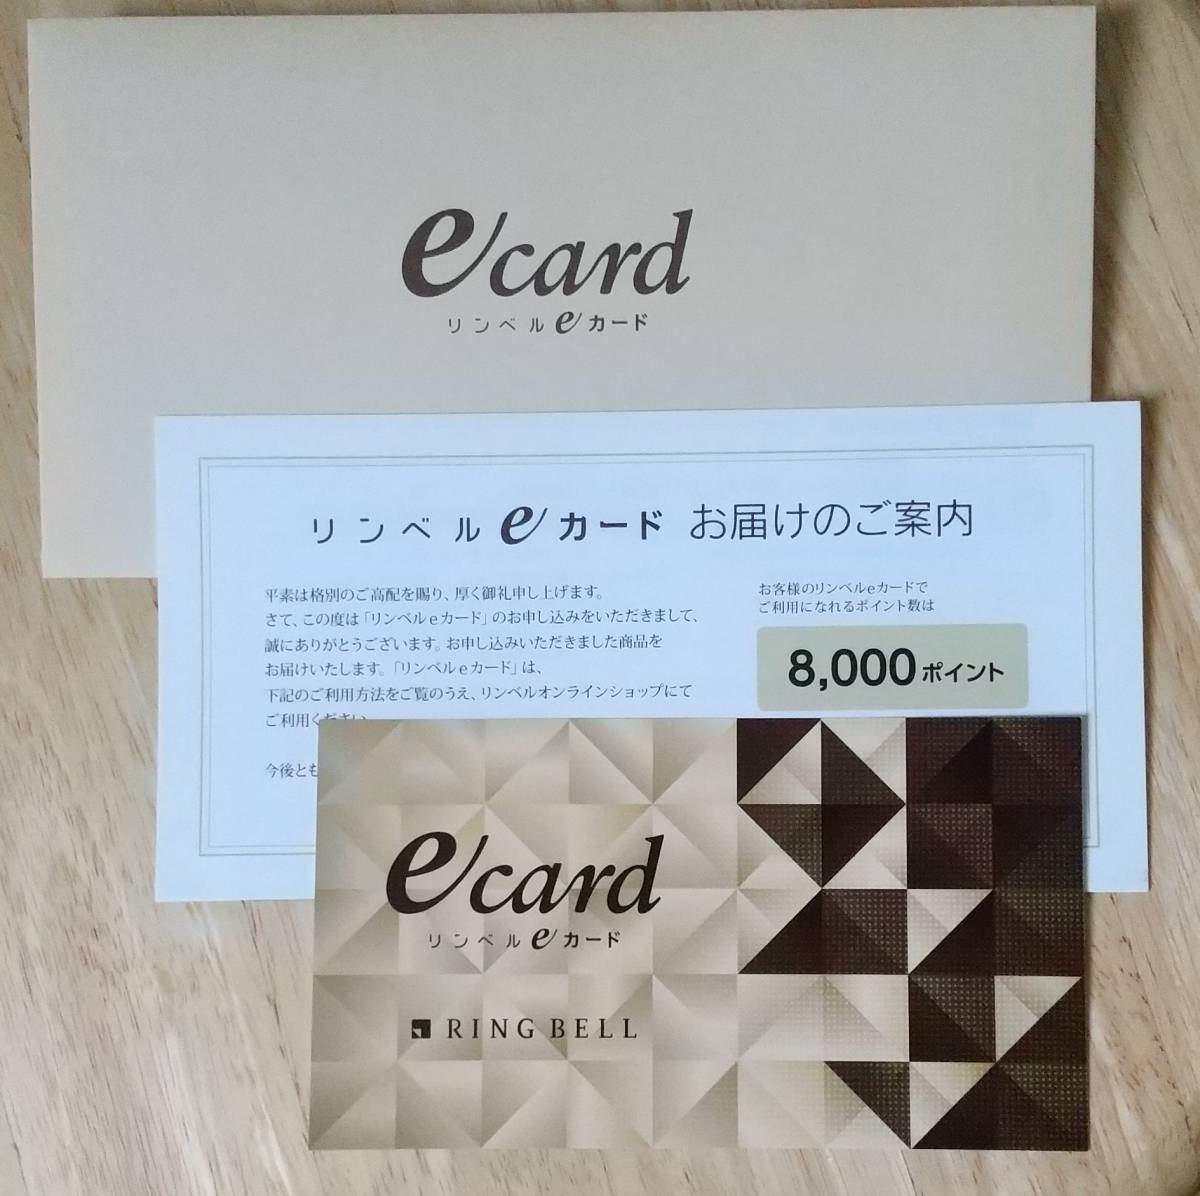 ecard
リンベルeカード
リンベルeカード お届けのご案内
平素は格別のご高配を賜り、厚く御礼申し上げます。
さて、この度は「リンベルeカード」のお申し込みをいただきまして、
誠にありがとうございます。お申し込みいただきました商品を
お届けいたします。「リンベルeカード」は、
下記のご利用方法をご覧のうえ、リンベルオンラインショップにて
ご利用ください
今後とも
お客様のリンベルeカードで
ご利用になれるポイント数は
8,000ポイント
ecard
リンベルeカード
RING BELL